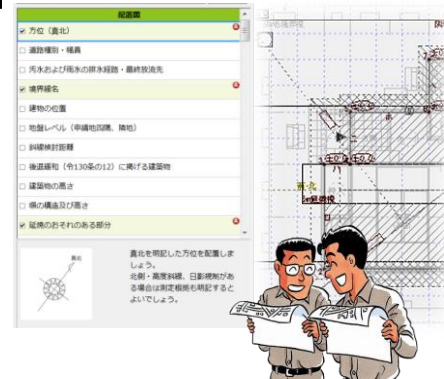 配置図
方位（真北）
道路種別・幅員
汚水および雨水の排水経路・最終放流先
境界線名
建物の位置
地盤レベル（申請地四隅、隣地）
斜線検討距離
後退緩和（令130条の12）に掲げる建築物
建築物の高さ
塀の構造及び高さ
延焼のおそれのある部分
真北
真北を明記した方位を配置しま
しょう。
北側・高度斜線、日影規制があ
る場合は測定根拠も明記すると
よいでしょう。